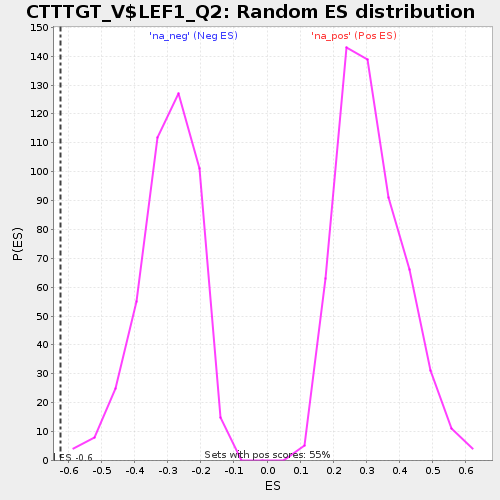 CTTTGT_V$LEF1_Q2: Random ES distribution
'na_neg' (Neg ES) 'na_pos' (Pos ES)
150
140
130
120
110
100
90
80
70
60
50
40
30
20
10
0
P(ES)
ES -0.6
Sets with pos scores: 55%
-0.6 -0.5 -0.4 -0.3 -0.2 -0.1 0.0 0.1 0.2 0.3 0.4 0.5 0.6
ES